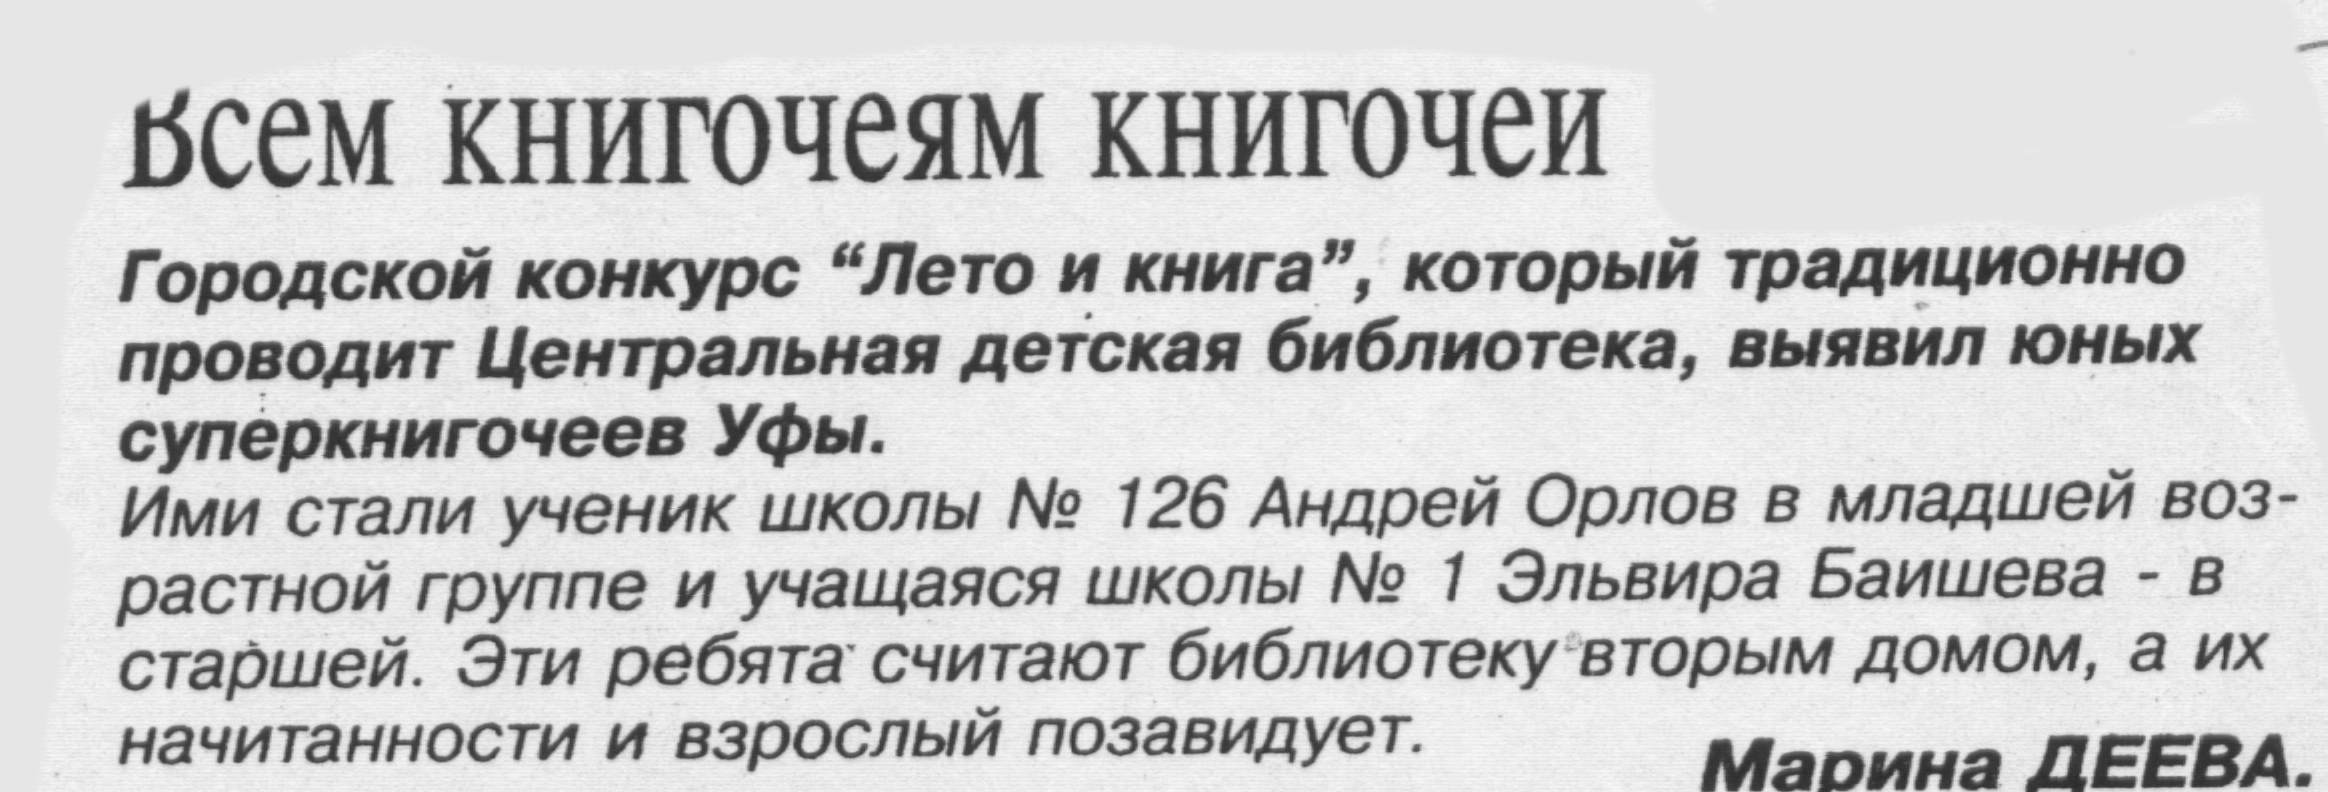 Всем книгочеям книгочеи
Городской конкурс “Лето и книга”, который традиционно
проводит Центральная детская библиотека, выявил юных
суперкнигочеев Уфы.
Ими стали ученик школы № 126 Андрей Орлов в младшей воз-
растной группе и учащаяся школы № 1 Эльвира Баишева - в
старшей. Эти ребята считают библиотеку вторым домом, а их
начитанности и взрослый позавидует.
Марина ДЕЕВА.